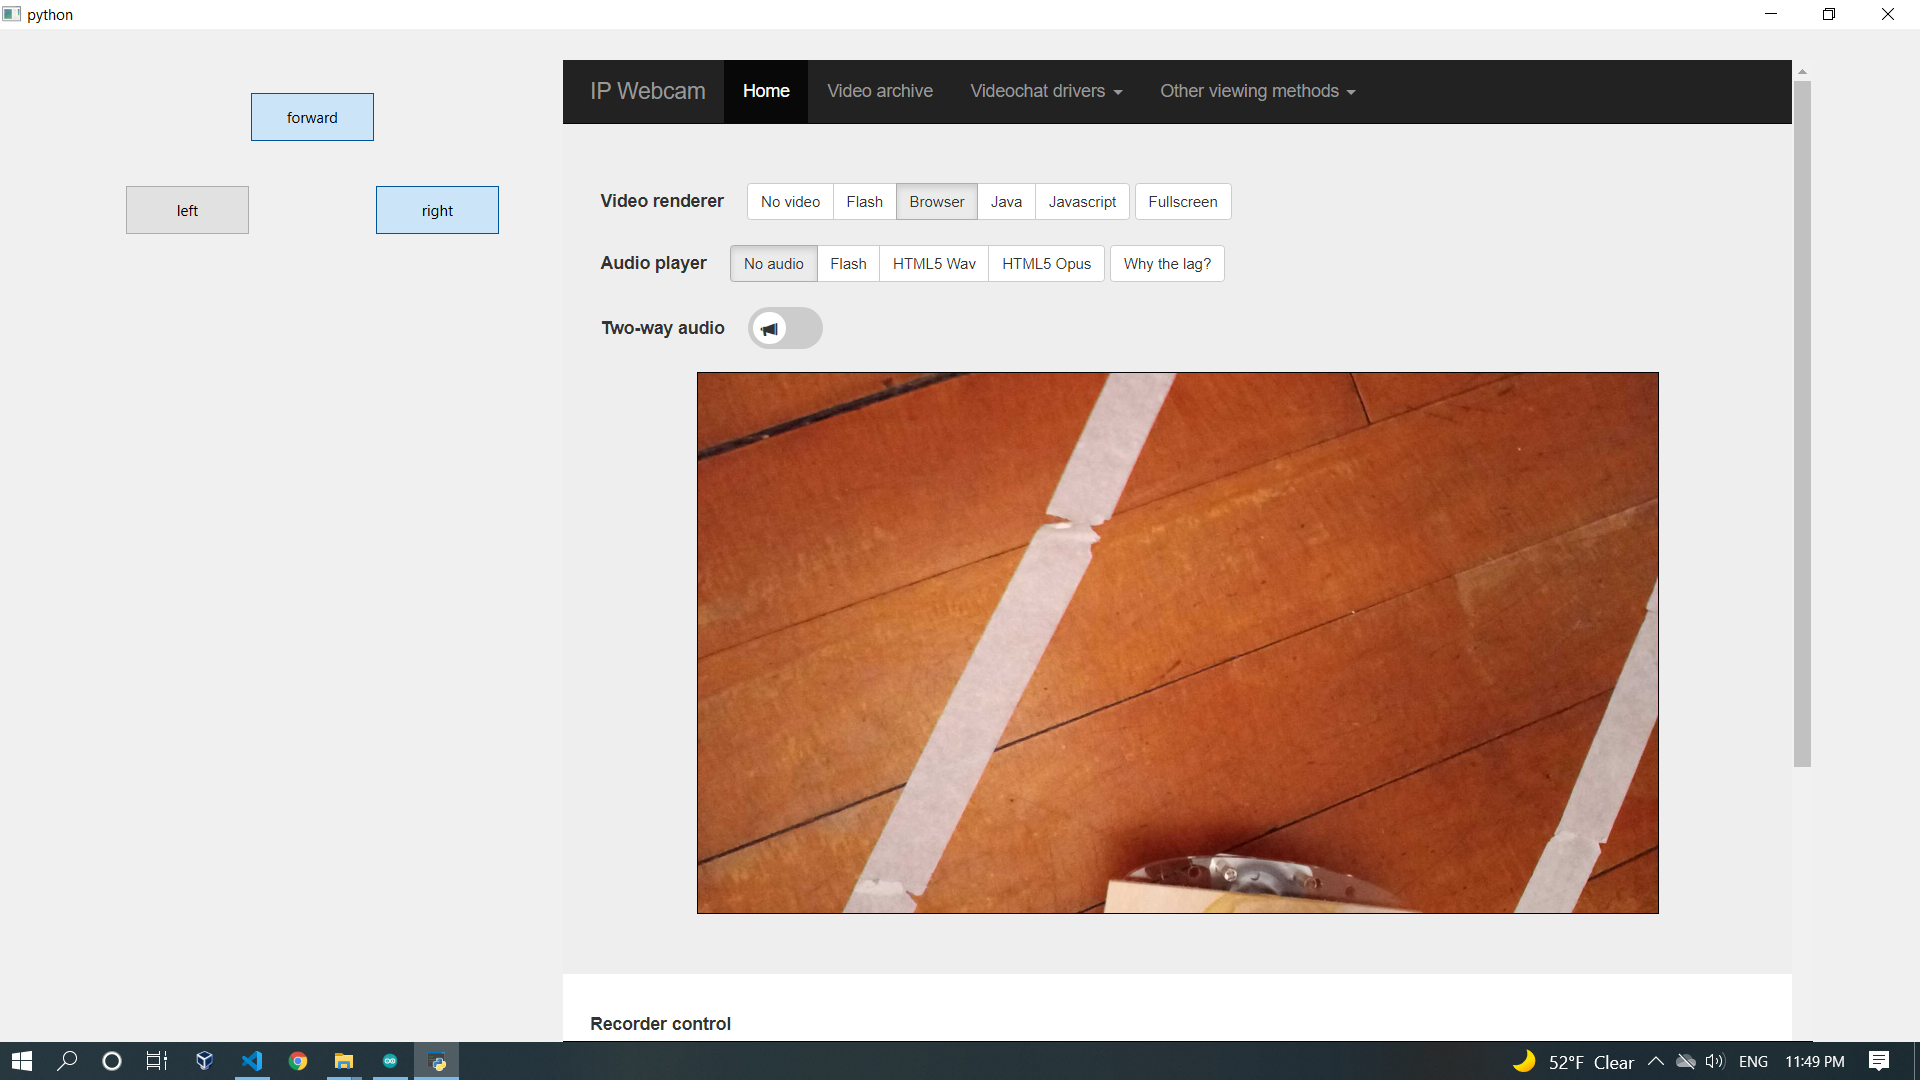 python
forward
left
right
IP Webcam Home Video archive Videochat drivers Other viewing methods
Video renderer No video Flash Browser Java Javascript Fullscreen
Audio player No audio Flash HTML5 Wav HTML5 Opus Why the lag?
Two-way audio
Recorder control
52°F Clear ENG 11:49 PM